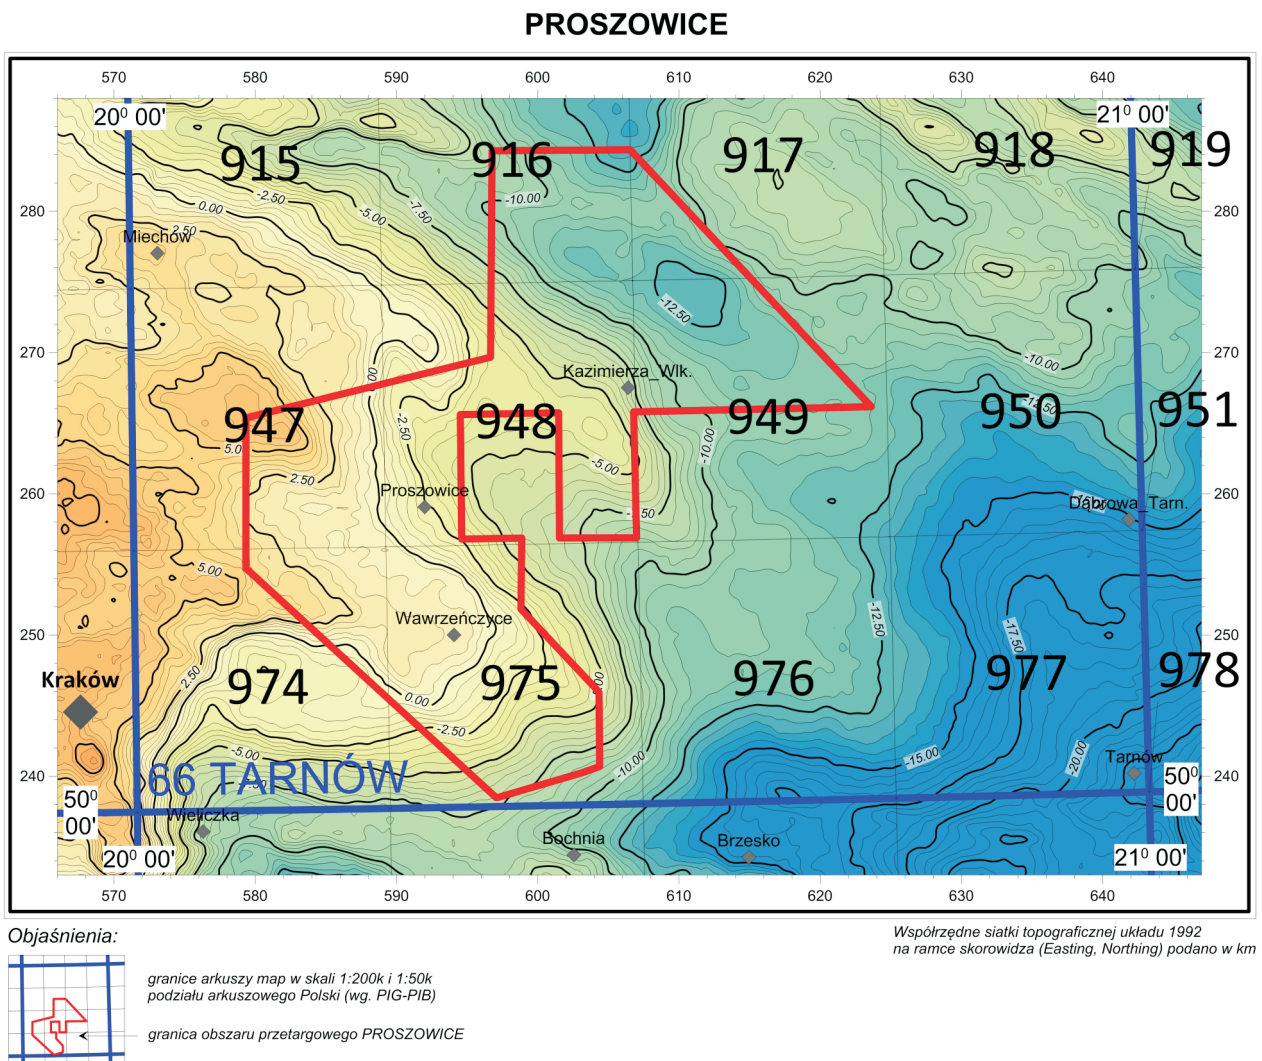 PROSZOWICE
570 580 590 600 610 620 630 640
20⁰ 00'
21⁰ 00'
915 916 917 918 919
-2.50
0.00
-5.00
-7.50
-10.00
280 280
2.50
Miechów
-12.50
270 270
-10.00
Kazimierza_Wlk.
-12.50
947 948 949 950 951
-2.50
5.0
-10.00
-5.00
2.50
Proszowice
260 260
Dąbrowa_Tarn.
5.00
Wawrzeńczyce
-12.50
-17.50
250 250
Kraków
2.50
974 975 976 977 978
0.00
-2.50
-5.00
-10.00
-15.00
-20.00
Tarnów
66 TARNÓW
240 240
50⁰
00'
50⁰
00'
Wieliczka
Bochnia
Brzesko
20⁰ 00'
21⁰ 00'
570 580 590 600 610 620 630 640
Objaśnienia:
Współrzędne siatki topograficznej układu 1992
na ramce skorowidza (Easting, Northing) podano w km
granice arkuszy map w skali 1:200k i 1:50k
podziału arkuszowego Polski (wg. PIG-PIB)
granica obszaru przetargowego PROSZOWICE